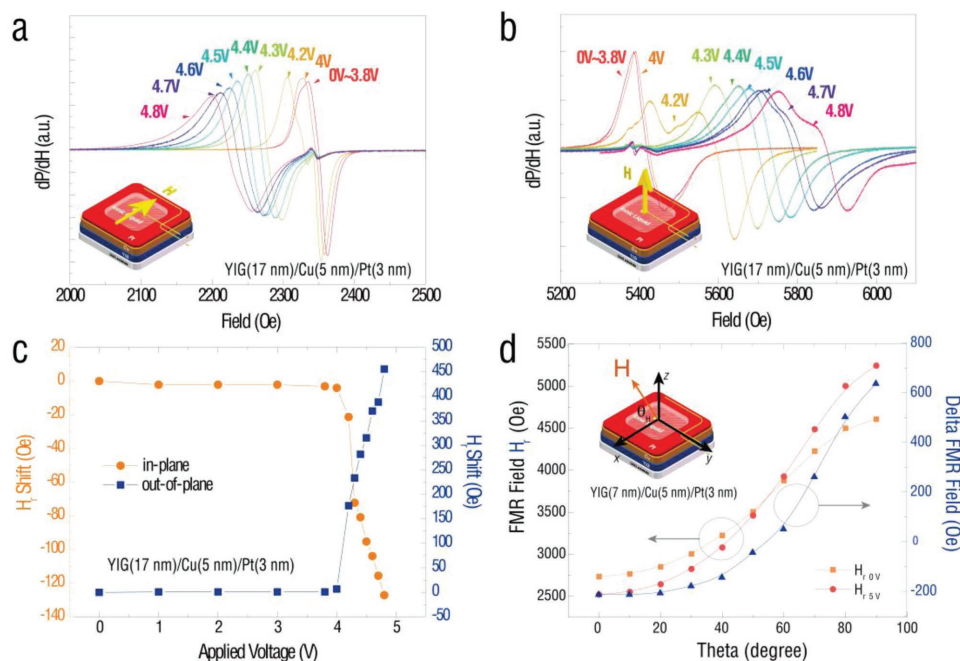 a
4.8V
4.7V
4.6V
4.5V
4.4V
4.3V
4.2V
4V
0V~3.8V
dP/dH (a.u)
H
Pt
YIG(17 nm)/Cu(5 nm)/Pt(3 nm)
2000 2100 2200 2300 2400 2500
Field (Oe)
b
0V~3.8V
4V
4.2V
4.3V
4.4V
4.5V
4.6V
4.7V
4.8V
dP/dH (a.u)
H
Pt
YIG(17 nm)/Cu(5 nm)/Pt(3 nm)
5200 5400 5600 5800 6000
Field (Oe)
c
20
0
-20
-40
-60
-80
-100
-120
-140
Hr Shift (Oe)
in-plane
out-of-plane
YIG(17 nm)/Cu(5 nm)/Pt(3 nm)
500
450
400
350
300
250
200
150
100
50
0
-50
Hr Shift (Oe)
0 1 2 3 4 5
Applied Voltage (V)
d
5500
5000
4500
4000
3500
3000
2500
FMR Field Hr (Oe)
H
z
θH
x
y
YIG(7 nm)/Cu(5 nm)/Pt(3 nm)
Hr 0 V
Hr 5 V
800
600
400
200
0
-200
Delta FMR Field
(Oe)
0 20 40 60 80 100
Theta (degree)